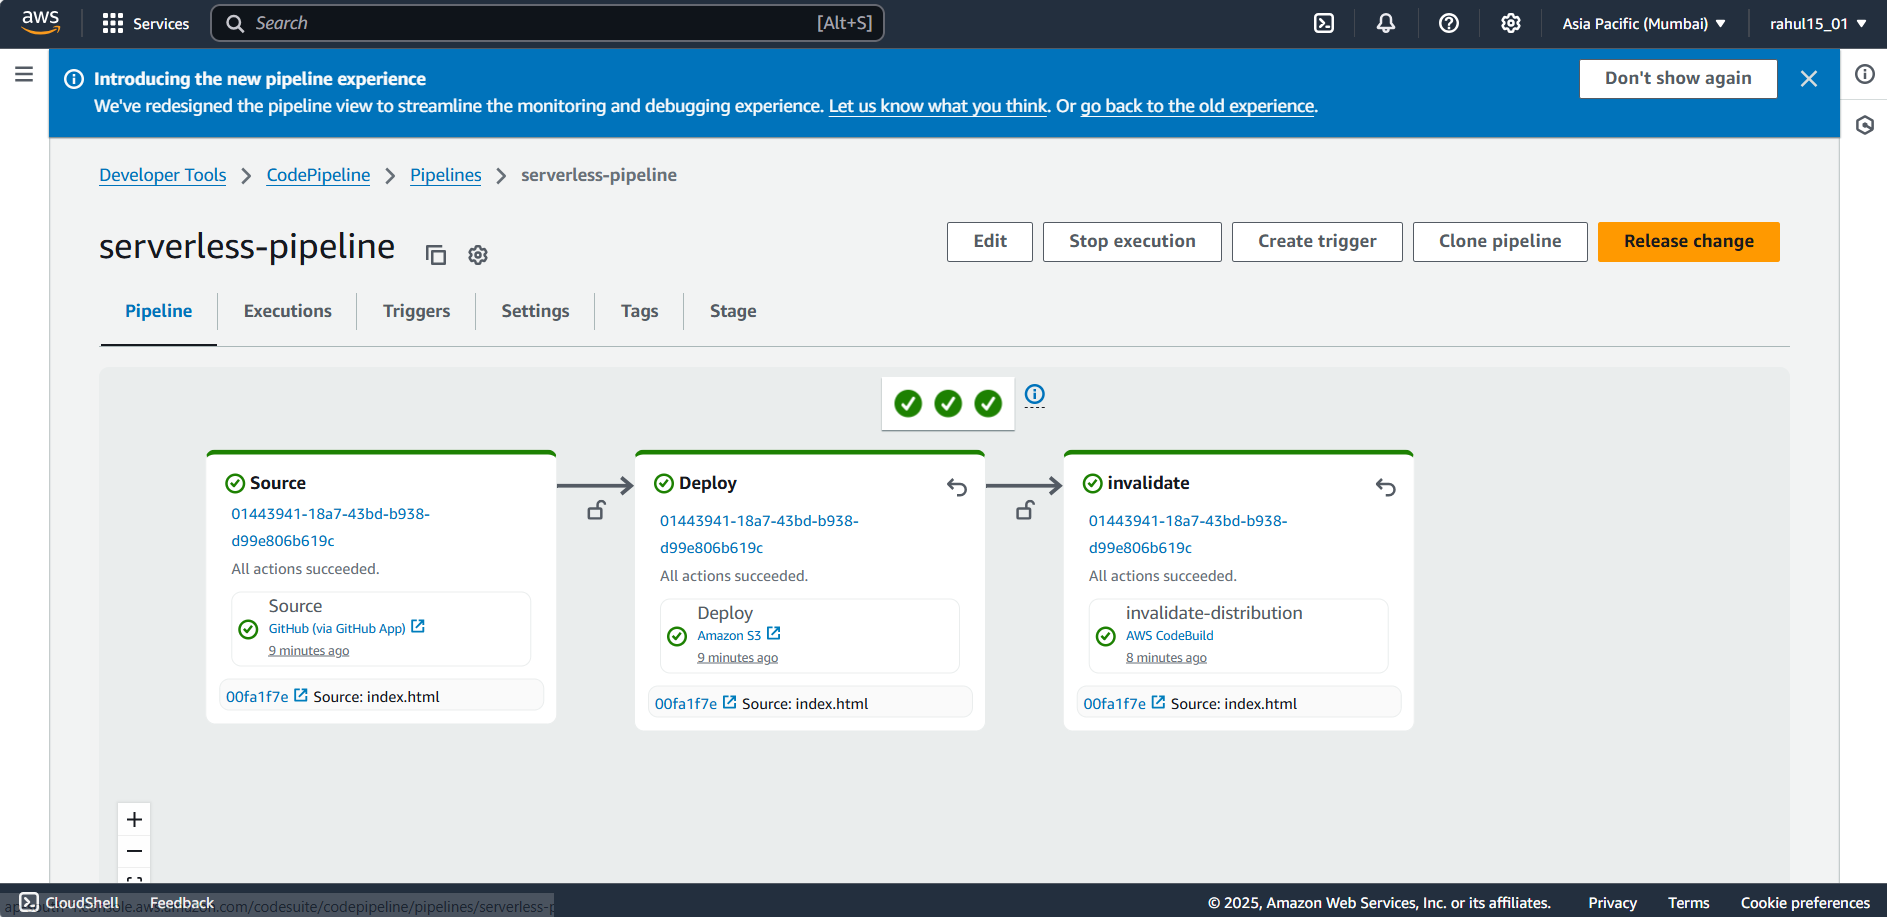 aws
Services
Search
[Alt+S]
Asia Pacific (Mumbai)
rahul15_01
Introducing the new pipeline experience
We've redesigned the pipeline view to streamline the monitoring and debugging experience. Let us know what you think. Or go back to the old experience.
Don't show again
Developer Tools
CodePipeline
Pipelines
serverless-pipeline
serverless-pipeline
Edit
Stop execution
Create trigger
Clone pipeline
Release change
Pipeline
Executions
Triggers
Settings
Tags
Stage
Source
01443941-18a7-43bd-b938-
d99e806b619c
All actions succeeded.
Source
GitHub (via GitHub App)
9 minutes ago
00fa1f7e Source: index.html
Deploy
01443941-18a7-43bd-b938-
d99e806b619c
All actions succeeded.
Deploy
Amazon S3
9 minutes ago
00fa1f7e Source: index.html
invalidate
01443941-18a7-43bd-b938-
d99e806b619c
All actions succeeded.
invalidate-distribution
AWS CodeBuild
8 minutes ago
00fa1f7e Source: index.html
CloudShell
Feedback
.console.aws.amazon.com/codesuite/codepipeline/pipelines/serverless-p
© 2025, Amazon Web Services, Inc. or its affiliates.
Privacy
Terms
Cookie preferences